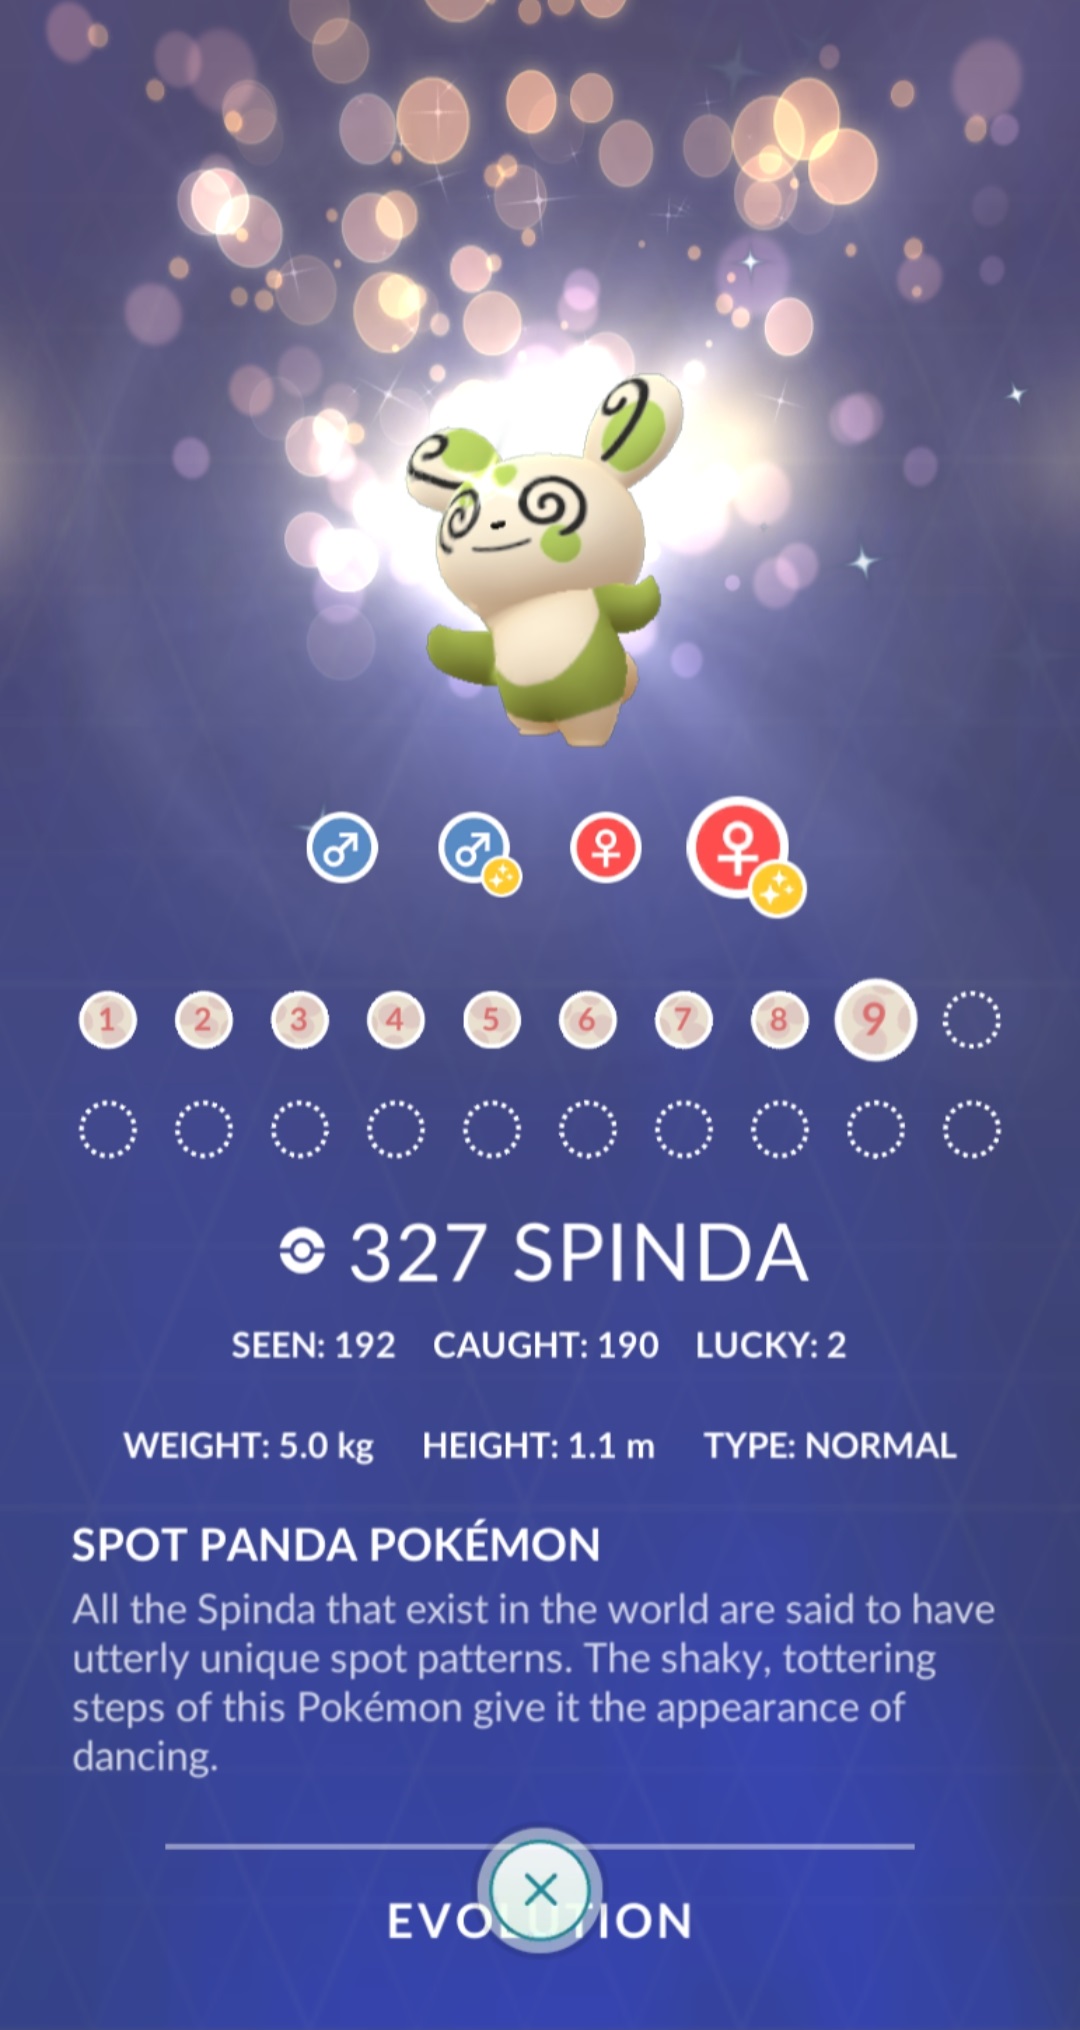 1 2 3 4 5 6 7 8 9
327 SPINDA
SEEN: 192 CAUGHT: 190 LUCKY: 2
WEIGHT: 5.0 kg HEIGHT: 1.1 m TYPE: NORMAL
SPOT PANDA POKÉMON
All the Spinda that exist in the world are said to have
utterly unique spot patterns. The shaky, tottering
steps of this Pokémon give it the appearance of
dancing.
EVOLUTION